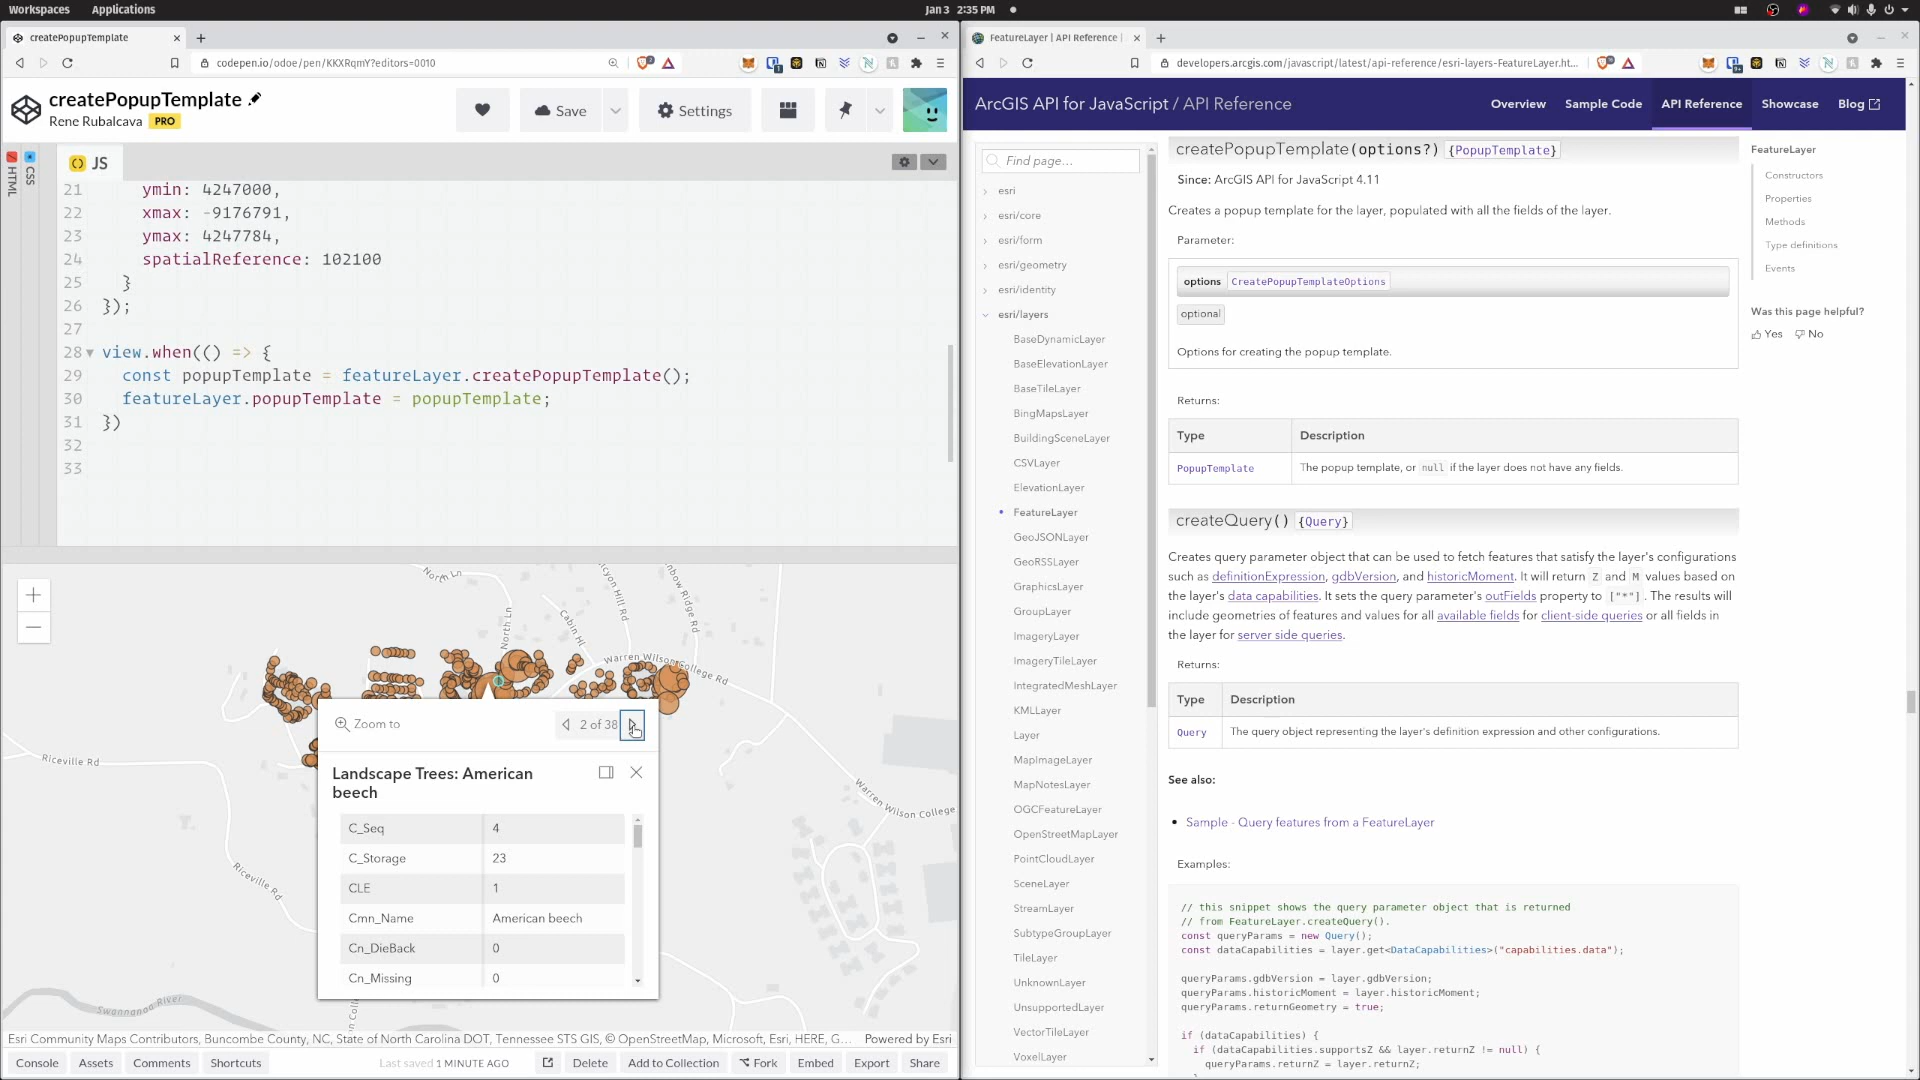 Workspaces Applications Jan 3 2:35 PM
createPopupTemplate
codepen.io/odoe/pen/KKXRqmY?editors=0010
createPopupTemplate
Rene Rubalcava PRO
Save
Settings
HTML
CSS
JS
21 ymin: 4247000,
22 xmax: -9176791,
23 ymax: 4247784,
24 spatialReference: 102100
25 }
26 });
27
28 view.when(() => {
29 const popupTemplate = featureLayer.createPopupTemplate();
30 featureLayer.popupTemplate = popupTemplate;
31 })
32
33
North Ln
North Ln
Cabin Hl
Warren Wilson College Rd
Riceville Rd
Riceville Rd
Warren Wilson College
Swannanoa River
Zoom to
2 of 38
Landscape Trees: American
beech
C_Seq 4
C_Storage 23
CLE 1
Cmn_Name American beech
Cn_DieBack 0
Cn_Missing 0
Esri Community Maps Contributors, Buncombe County, NC, State of North Carolina DOT, Tennessee STS GIS, © OpenStreetMap, Microsoft, Esri, HERE, G... Powered by Esri
Console Assets Comments Shortcuts Last saved 1 MINUTE AGO Delete Add to Collection Fork Embed Export Share
FeatureLayer | API Reference |
developers.arcgis.com/javascript/latest/api-reference/esri-layers-FeatureLayer.ht...
ArcGIS API for JavaScript / API Reference
Overview Sample Code API Reference Showcase Blog
Find page...
esri
esri/core
esri/form
esri/geometry
esri/identity
esri/layers
BaseDynamicLayer
BaseElevationLayer
BaseTileLayer
BingMapsLayer
BuildingSceneLayer
CSVLayer
ElevationLayer
FeatureLayer
GeoJSONLayer
GeoRSSLayer
GraphicsLayer
GroupLayer
ImageryLayer
ImageryTileLayer
IntegratedMeshLayer
KMLLayer
Layer
MapImageLayer
MapNotesLayer
OGCFeatureLayer
OpenStreetMapLayer
PointCloudLayer
SceneLayer
StreamLayer
SubtypeGroupLayer
TileLayer
UnknownLayer
UnsupportedLayer
VectorTileLayer
VoxelLayer
createPopupTemplate(options?) {PopupTemplate}
Since: ArcGIS API for JavaScript 4.11
Creates a popup template for the layer, populated with all the fields of the layer.
Parameter:
options CreatePopupTemplateOptions
optional
Options for creating the popup template.
Returns:
Type Description
PopupTemplate The popup template, or null if the layer does not have any fields.
createQuery() {Query}
Creates query parameter object that can be used to fetch features that satisfy the layer's configurations
such as definitionExpression, gdbVersion, and historicMoment. It will return Z and M values based on
the layer's data capabilities. It sets the query parameter's outFields property to ["*"]. The results will
include geometries of features and values for all available fields for client-side queries or all fields in
the layer for server side queries.
Returns:
Type Description
Query The query object representing the layer's definition expression and other configurations.
See also:
• Sample - Query features from a FeatureLayer
Examples:
// this snippet shows the query parameter object that is returned
// from FeatureLayer.createQuery().
const queryParams = new Query();
const dataCapabilities = layer.get<DataCapabilities>("capabilities.data");
queryParams.gdbVersion = layer.gdbVersion;
queryParams.historicMoment = layer.historicMoment;
queryParams.returnGeometry = true;
if (dataCapabilities) {
if (dataCapabilities.supportsZ && layer.returnZ != null) {
queryParams.returnZ = layer.returnZ;
FeatureLayer
Constructors
Properties
Methods
Type definitions
Events
Was this page helpful?
Yes No